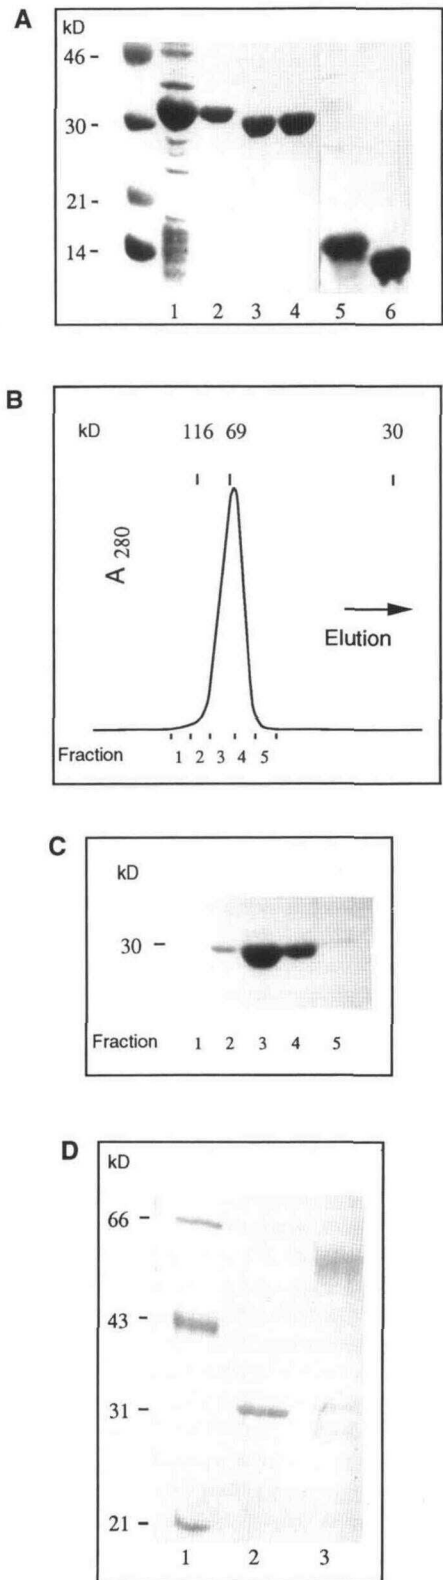 A
kD
46 -
30 -
21 -
14 -
1 2 3 4 5 6
B
kD 116 69 30
A 280
Elution
Fraction 1 2 3 4 5
C
kD
30 -
Fraction 1 2 3 4 5
D
kD
66 -
43 -
31 -
21 -
1 2 3